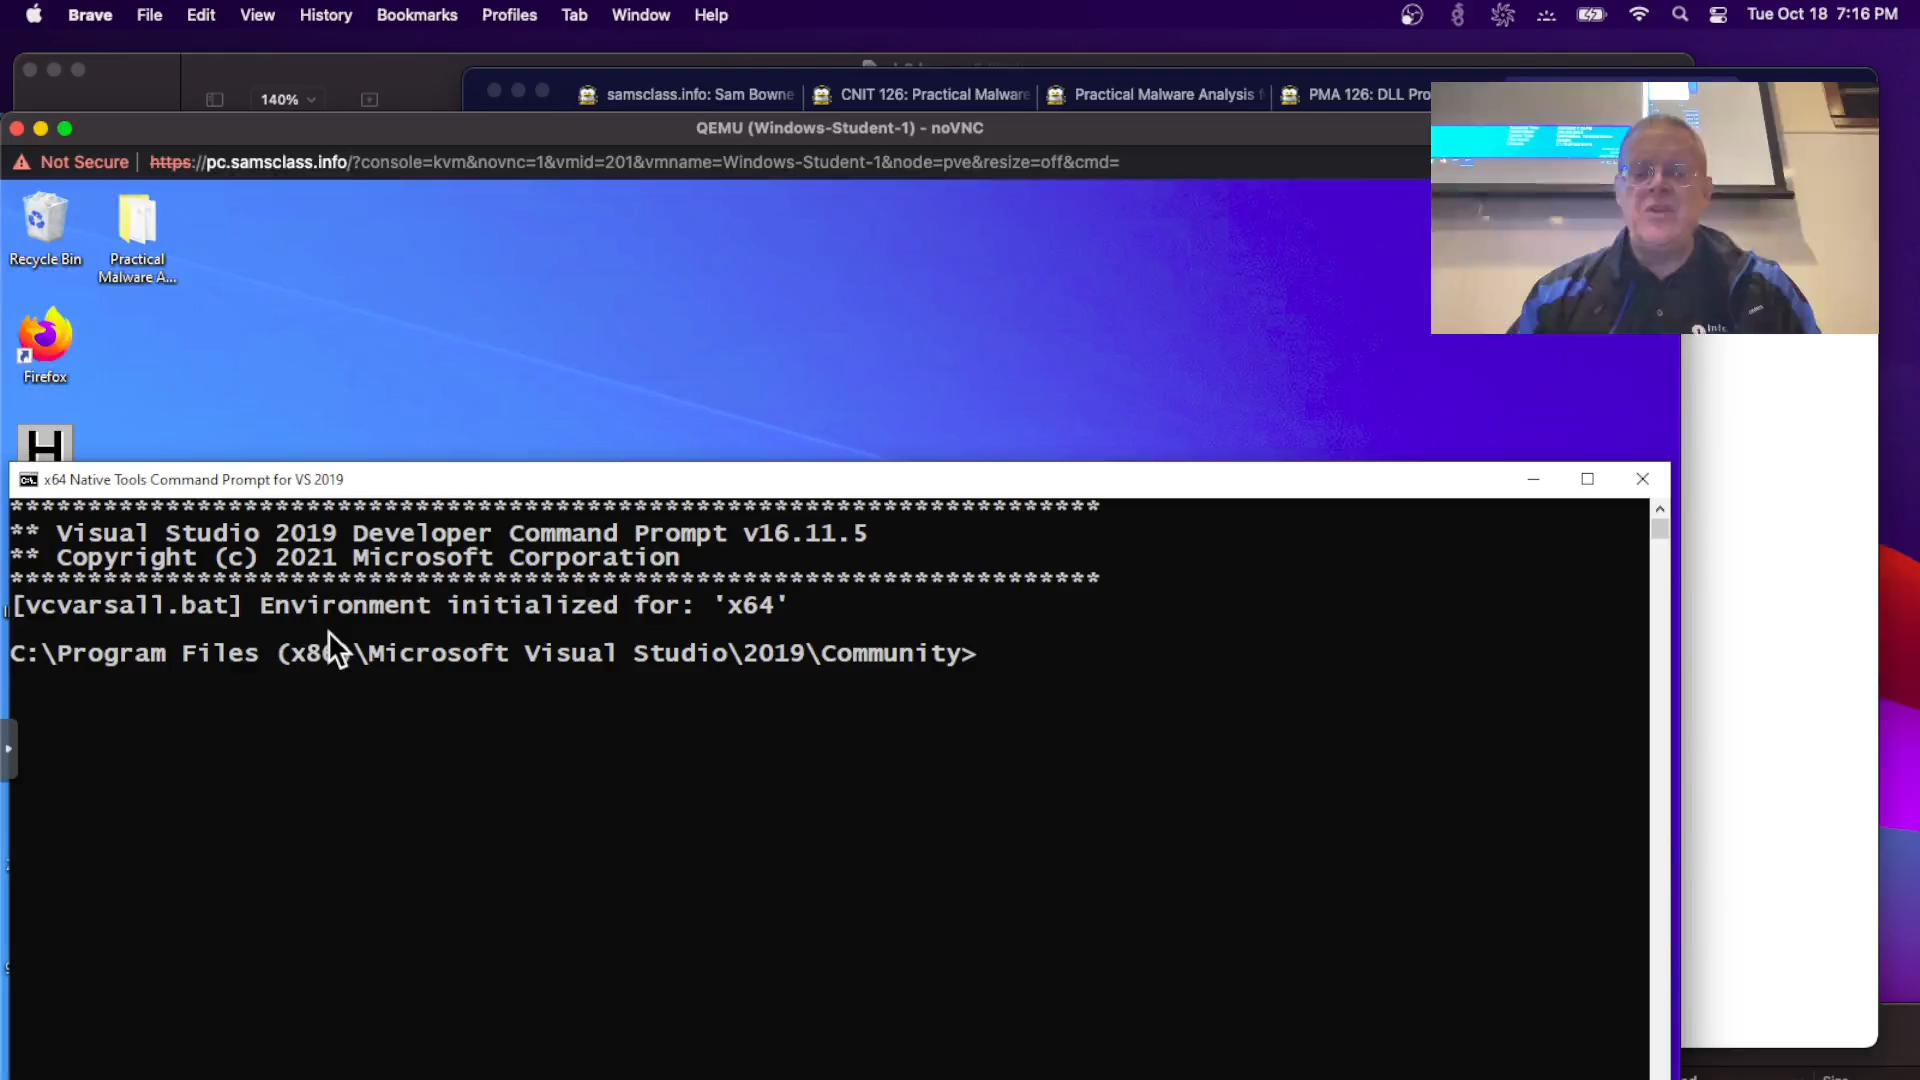 Brave File Edit View History Bookmarks Profiles Tab Window Help Tue Oct 18 7:16 PM
140%
samsclass.info: Sam Bowne
CNIT 126: Practical Malware
Practical Malware Analysis
PMA 126: DLL Pro
QEMU (Windows-Student-1) - noVNC
Not Secure https://pc.samsclass.info/?console=kvm&novnc=1&vmid=201&vmname=Windows-Student-1&node=pve&resize=off&cmd=
Recycle Bin
Practical
Malware A...
Firefox
H
x64 Native Tools Command Prompt for VS 2019
**********************************************************************
** Visual Studio 2019 Developer Command Prompt v16.11.5
** Copyright (c) 2021 Microsoft Corporation
**********************************************************************
[vcvarsall.bat] Environment initialized for: 'x64'
C:\Program Files (x86)\Microsoft Visual Studio\2019\Community>